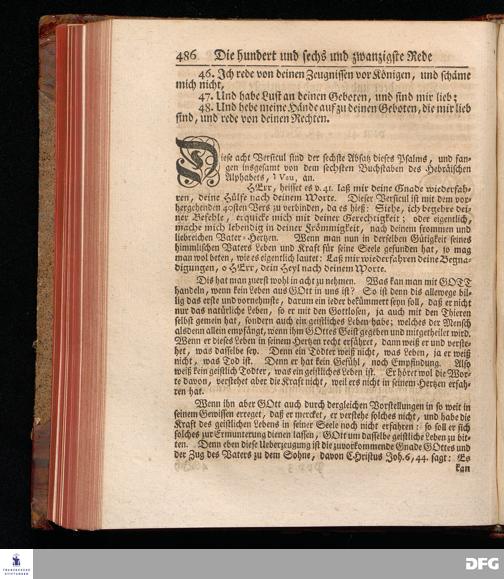 486 Die hundert und sechs und zwanzigste Rede
46. Ich rede von deinen Zeugnissen vor Königen, und schäme
mich nicht,
47. Und habe Lust an deinen Geboten, und sind mir lieb:
48. Und hebe meine Hände auf zu deinen Geboten, die mir lieb
sind, und rede von deinen Rechten.
Diese acht Versicul sind der sechste Absatz dieses Psalms, und fan-
gen insgesamt von dem sechsten Buchstaben des Hebräischen
Alphabets, ו Vau, an.
HErr, heisset es v. 41. laß mir deine Gnade wiederfah-
ren, deine Hülfe nach deinem Worte. Dieser Versicul ist mit dem vor-
hergehenden 40sten Vers zu verbinden, da es hieß: Siehe, ich begehre dei-
ner Befehle, erquicke mich mit deiner Gerechtigkeit; oder eigentlich,
mache mich lebendig in deiner Frömmigkeit, nach deinem frommen und
liebreichen Vater-Hertzen. Wenn man nun in derselben Gütigkeit seines
himmlischen Vaters Leben und Kraft für seine Seele gefunden hat, so mag
man wol beten, wie es eigentlich lautet: Laß mir wiederfahren deine Begna-
digungen, o HErr, dein Heyl nach deinem Worte.
Dis hat man zuerst wohl in acht zu nehmen. Was kan man mit GOTT
handeln, wenn kein Leben aus GOtt in uns ist? So ist denn dis allewege bil-
lig das erste und vornehmste, darum ein ieder bekümmert seyn soll, daß er nicht
nur das natürliche Leben, so er mit den Gottlosen, ja auch mit den Thieren
selbst gemein hat, sondern auch ein geistliches Leben habe; welches der Mensch
alsdenn allein empfängt, wenn ihm GOttes Geist gegeben und mitgetheilet wird.
Wenn er dieses Leben in seinem Hertzen recht erfähret, dann weiß er und verste-
het, was dasselbe sey. Denn ein Todter weiß nicht, was Leben, ja er weiß
nicht, was Tod ist. Denn er hat kein Gefühl, noch Empfindung. Also
weiß kein geistlich Todter, was ein geistliches Leben ist. Er höret wol die Wor-
te davon, verstehet aber die Kraft nicht, weil ers nicht in seinem Hertzen erfah-
ren hat.
Wenn ihn aber GOtt auch durch dergleichen Vorstellungen in so weit in
seinem Gewissen erreget, daß er mercket, er verstehe solches nicht, und habe die
Kraft des geistlichen Lebens in seiner Seele noch nicht erfahren: so soll er sich
solches zur Ermunterung dienen lassen, GOtt um dasselbe geistliche Leben zu bit-
ten. Denn eben diese Ueberzeugung ist die zuvorkommende Gnade GOttes und
der Zug des Vaters zu dem Sohne, davon CHristus Joh. 6, 44. sagt: Es
kan
FRANCKESCHE
STIFTUNGEN
DFG